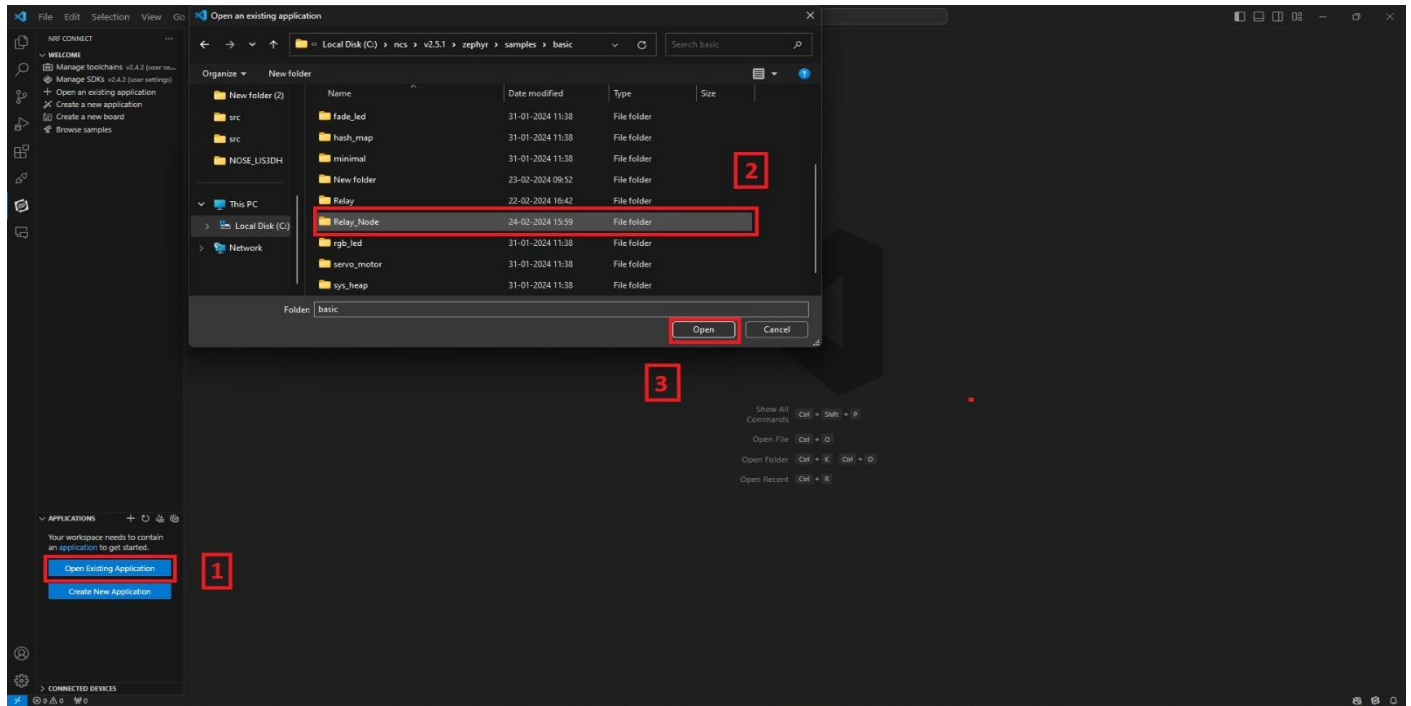 File Edit Selection View Go
Open an existing application
NRF CONNECT
WELCOME
Manage toolchains v2.4.2 (user se...
Manage SDKs v2.4.2 (user settings)
Open an existing application
Create a new application
Create a new board
Browse samples
« Local Disk (C:) › ncs › v2.5.1 › zephyr › samples › basic
Search basic
Organize New folder
Name Date modified Type Size
New folder (2)
src
src
NOSE_LIS3DH
This PC
Local Disk (C:)
Network
fade_led 31-01-2024 11:38 File folder
hash_map 31-01-2024 11:38 File folder
minimal 31-01-2024 11:38 File folder
New folder 23-02-2024 09:52 File folder
Relay 22-02-2024 16:42 File folder
Relay_Node 24-02-2024 15:59 File folder
rgb_led 31-01-2024 11:38 File folder
servo_motor 31-01-2024 11:38 File folder
sys_heap 31-01-2024 11:38 File folder
2
Folder: basic
Open Cancel
3
Show All Commands Ctrl + Shift + P
Open File Ctrl + O
Open Folder Ctrl + K Ctrl + O
Open Recent Ctrl + R
APPLICATIONS
Your workspace needs to contain
an application to get started.
Open Existing Application
1
Create New Application
CONNECTED DEVICES
0 0 0